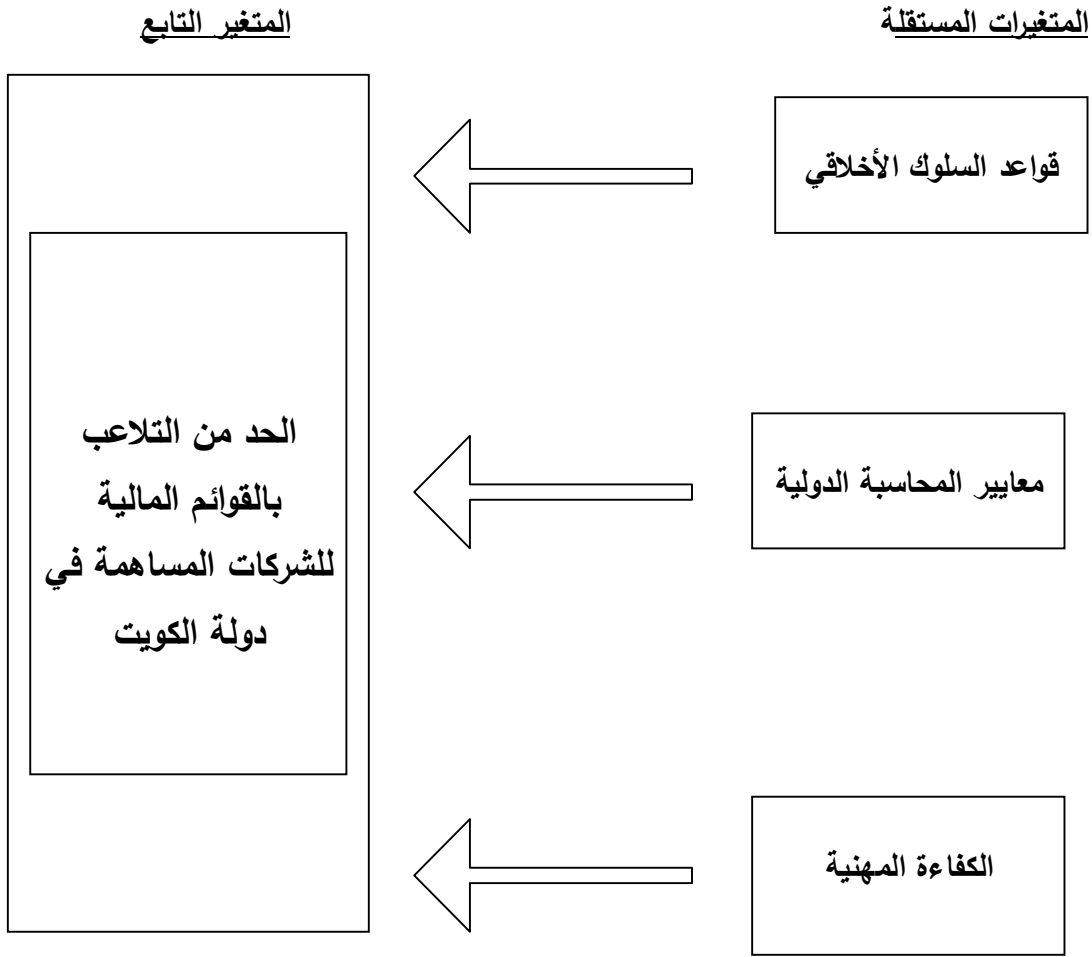 المتغيرات المستقلة
المتغير التابع
قواعد السلوك الأخلاقي
معايير المحاسبة الدولية
الكفاءة المهنية
الحد من التلاعب
بالقوائم المالية
للشركات المساهمة في
دولة الكويت